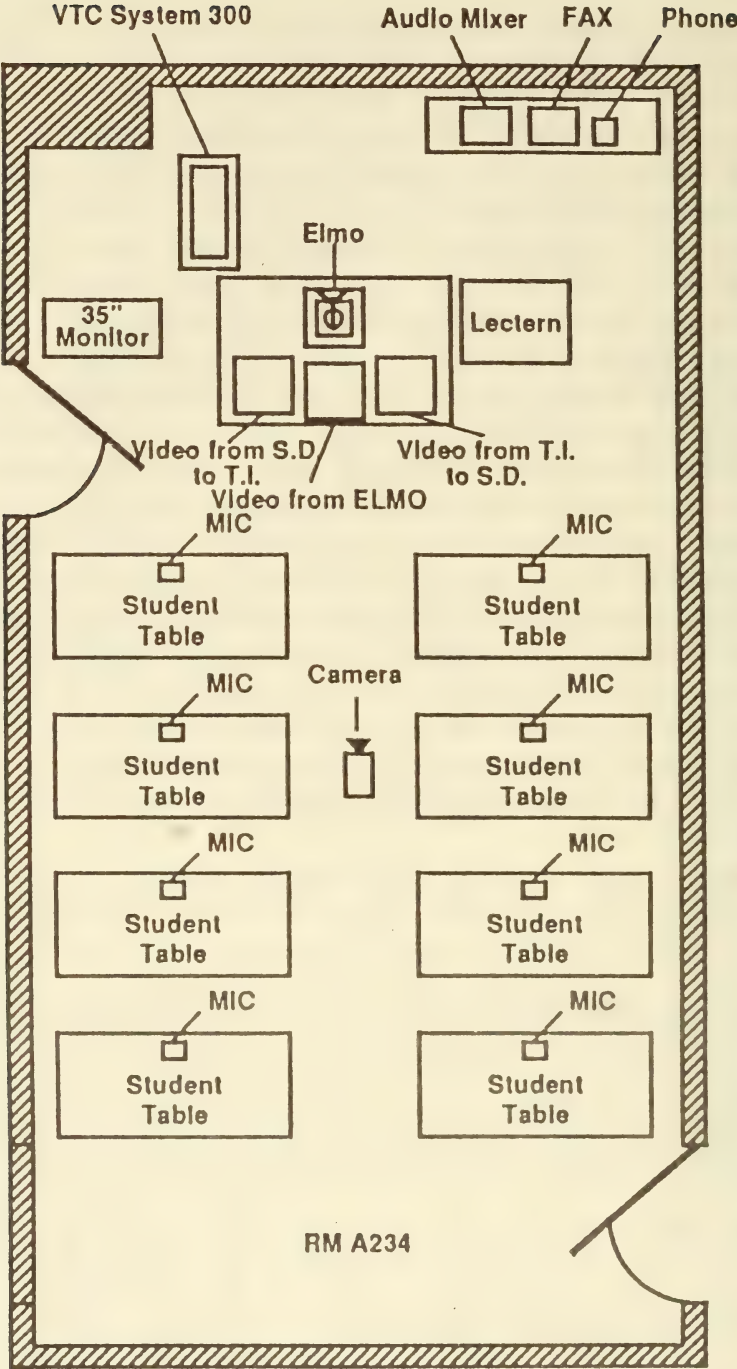 VTC System 300
Audio Mixer
FAX
Phone
Elmo
35"
Monitor
Lectern
Video from S.D.
to T.I.
Video from T.I.
to S.D.
Video from ELMO
MIC
Student
Table
MIC
Student
Table
MIC
Student
Table
Camera
MIC
Student
Table
MIC
Student
Table
MIC
Student
Table
MIC
Student
Table
MIC
Student
Table
RM A234